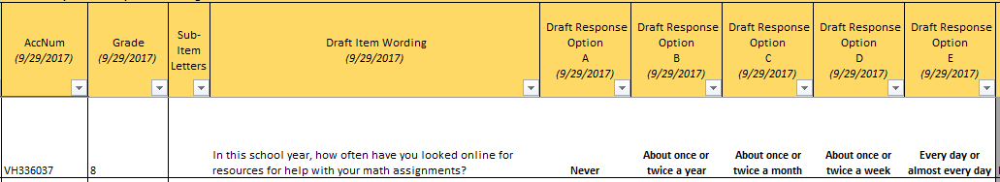 AccNum
(9/29/2017)
Grade
(9/29/2017)
Sub-
Item
Letters
Draft Item Wording
(9/29/2017)
Draft Response
Option
A
(9/29/2017)
Draft Response
Option
B
(9/29/2017)
Draft Response
Option
C
(9/29/2017)
Draft Response
Option
D
(9/29/2017)
Draft Response
Option
E
(9/29/2017)
VH336037
8
In this school year, how often have you looked online for
resources for help with your math assignments?
Never
About once or
twice a year
About once or
twice a month
About once or
twice a week
Every day or
almost every day